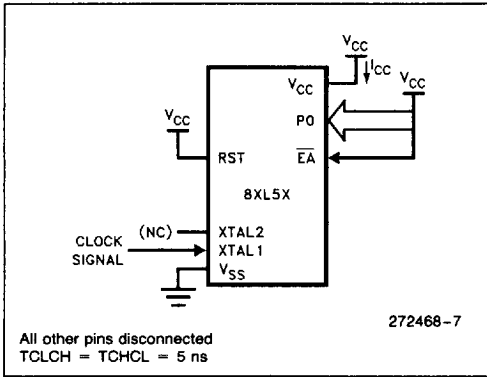 VCC
ICC
VCC
VCC
VCC
P0
RST
EA
8XL5X
(NC)
XTAL2
CLOCK SIGNAL
XTAL1
VSS
272468-7
All other pins disconnected
TCLCH = TCHCL = 5 ns